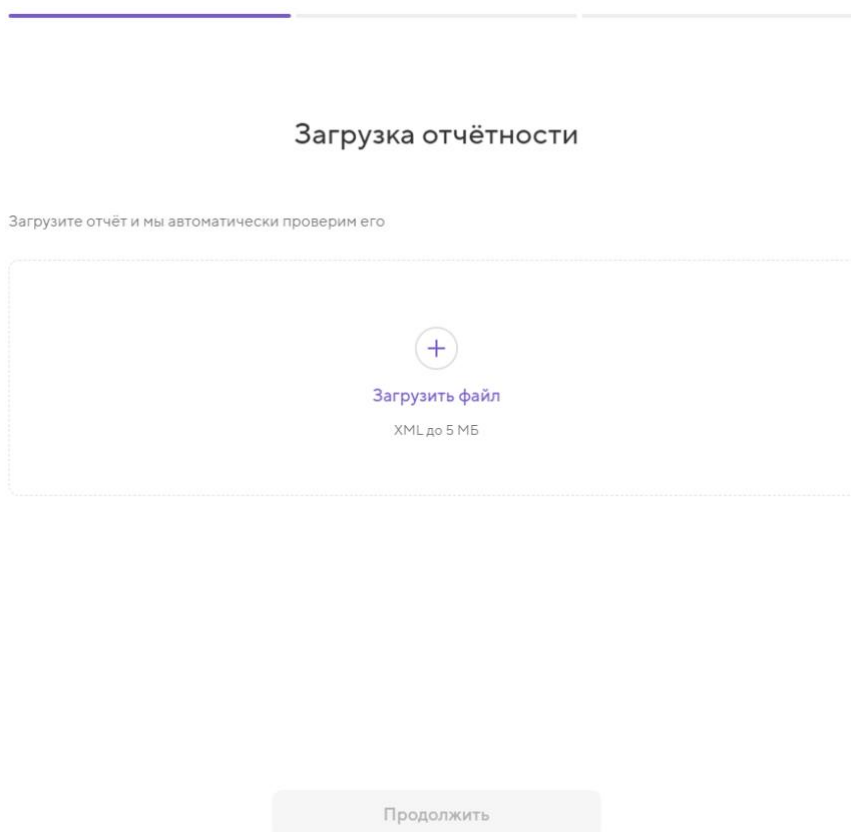 Загрузка отчётности
Загрузите отчёт и мы автоматически проверим его
Загрузить файл
XML до 5 МБ
Продолжить